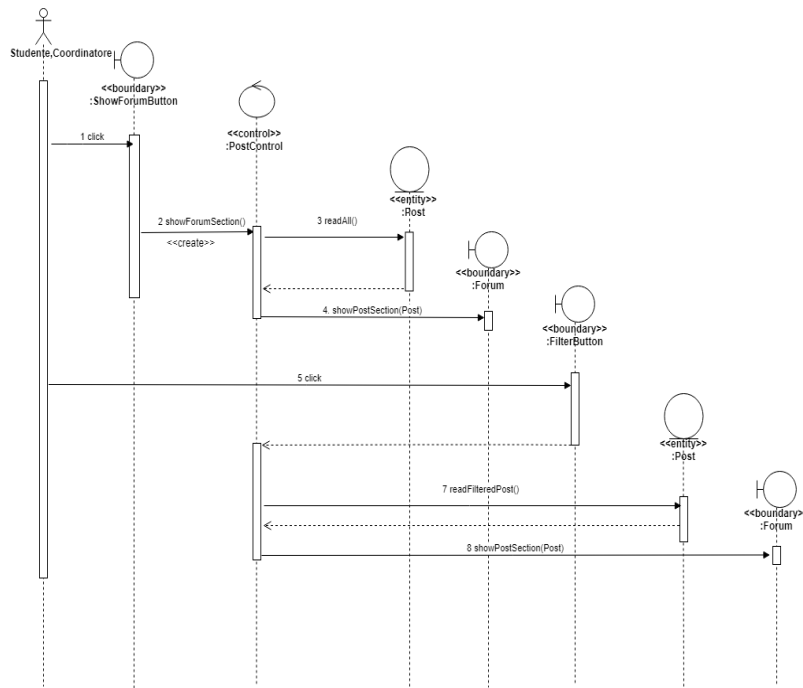 Studente,Coordinatore
<<boundary>>
:ShowForumButton
<<control>>
:PostControl
1 click
<<entity>>
:Post
2 showForumSection()
<<create>>
3 readAll()
<<boundary>>
:Forum
4. showPostSection(Post)
<<boundary>>
:FilterButton
5 click
<<entity>>
:Post
7 readFilteredPost()
<<boundary>
:Forum
8 showPostSection(Post)